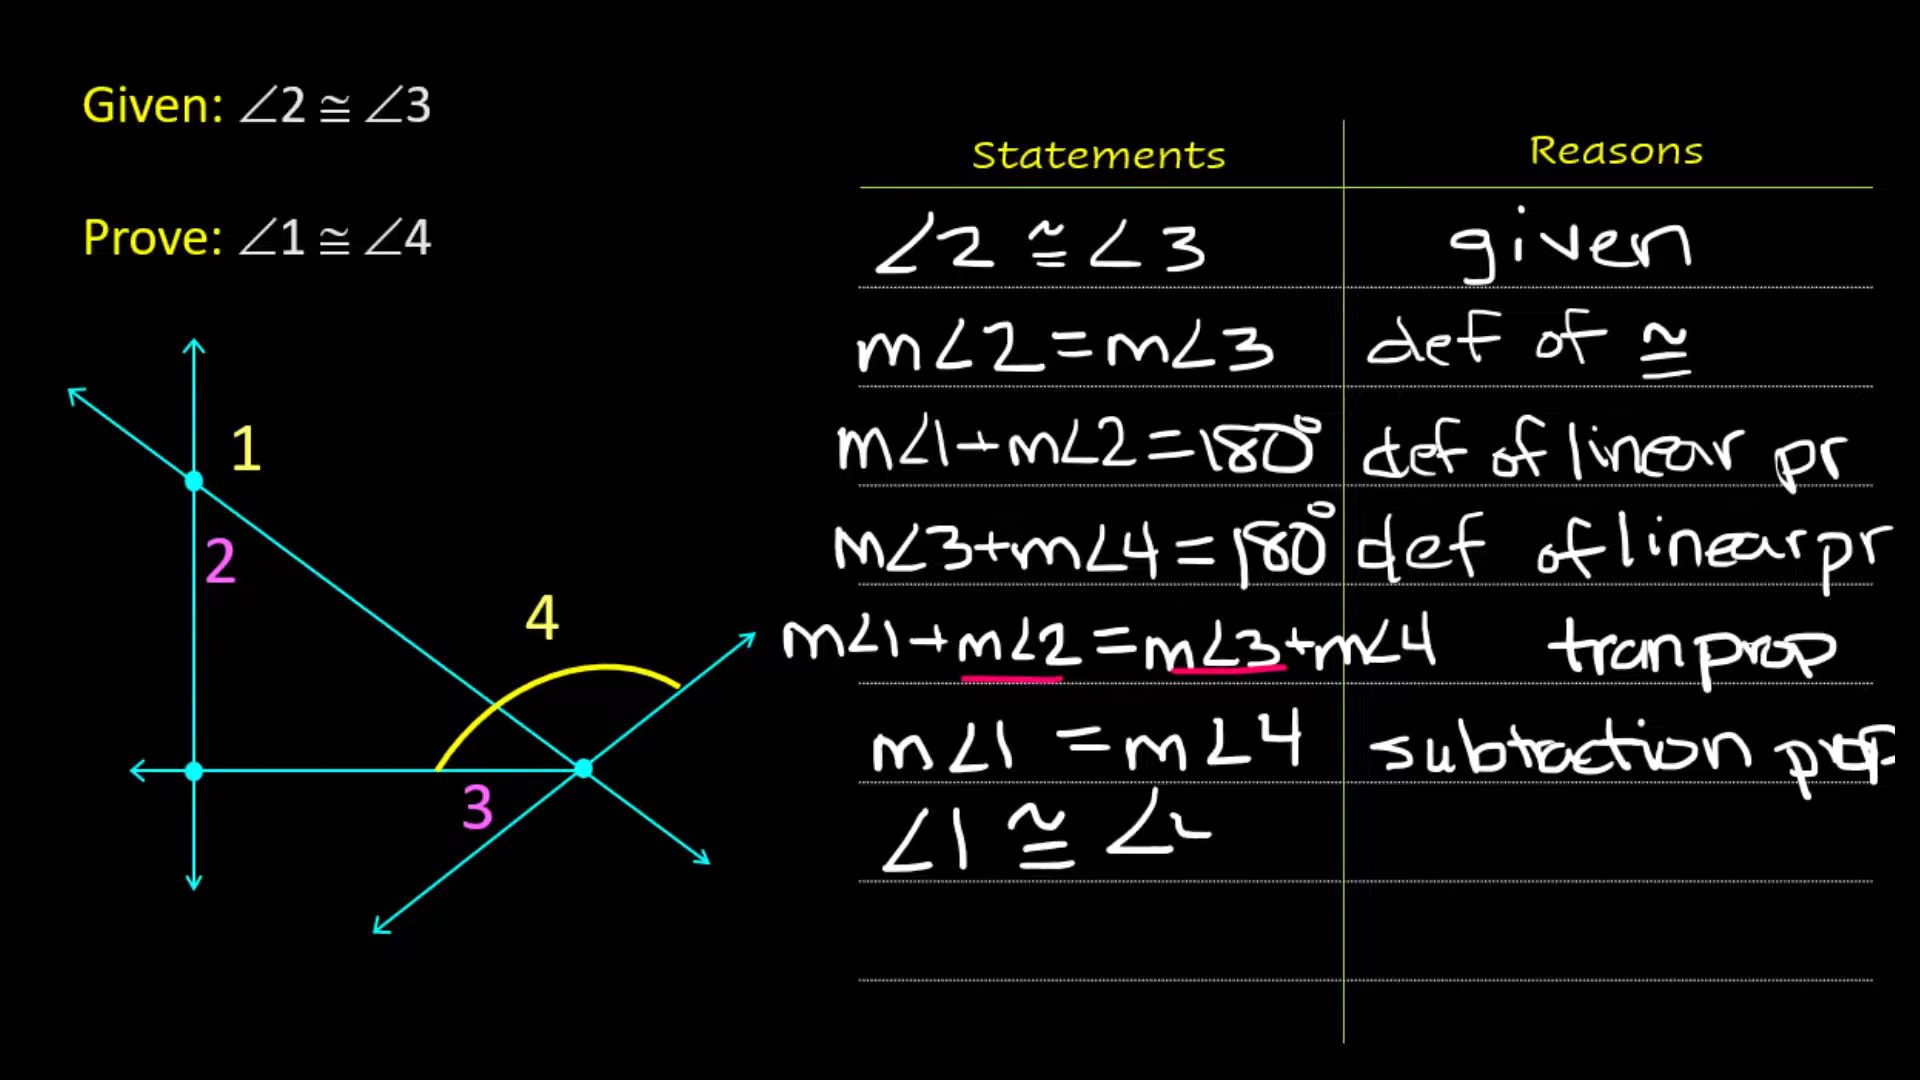 Given: ∠2 ≅ ∠3
Prove: ∠1 ≅ ∠4
Statements Reasons
∠2 ≅ ∠3 given
m∠2 = m∠3 def of ≅
m∠1 + m∠2 = 180° def of linear pr
m∠3 + m∠4 = 180° def of linear pr
m∠1 + m∠2 = m∠3 + m∠4 tran prop
m∠1 = m∠4 subtraction prop
∠1 ≅ ∠
1
2
4
3